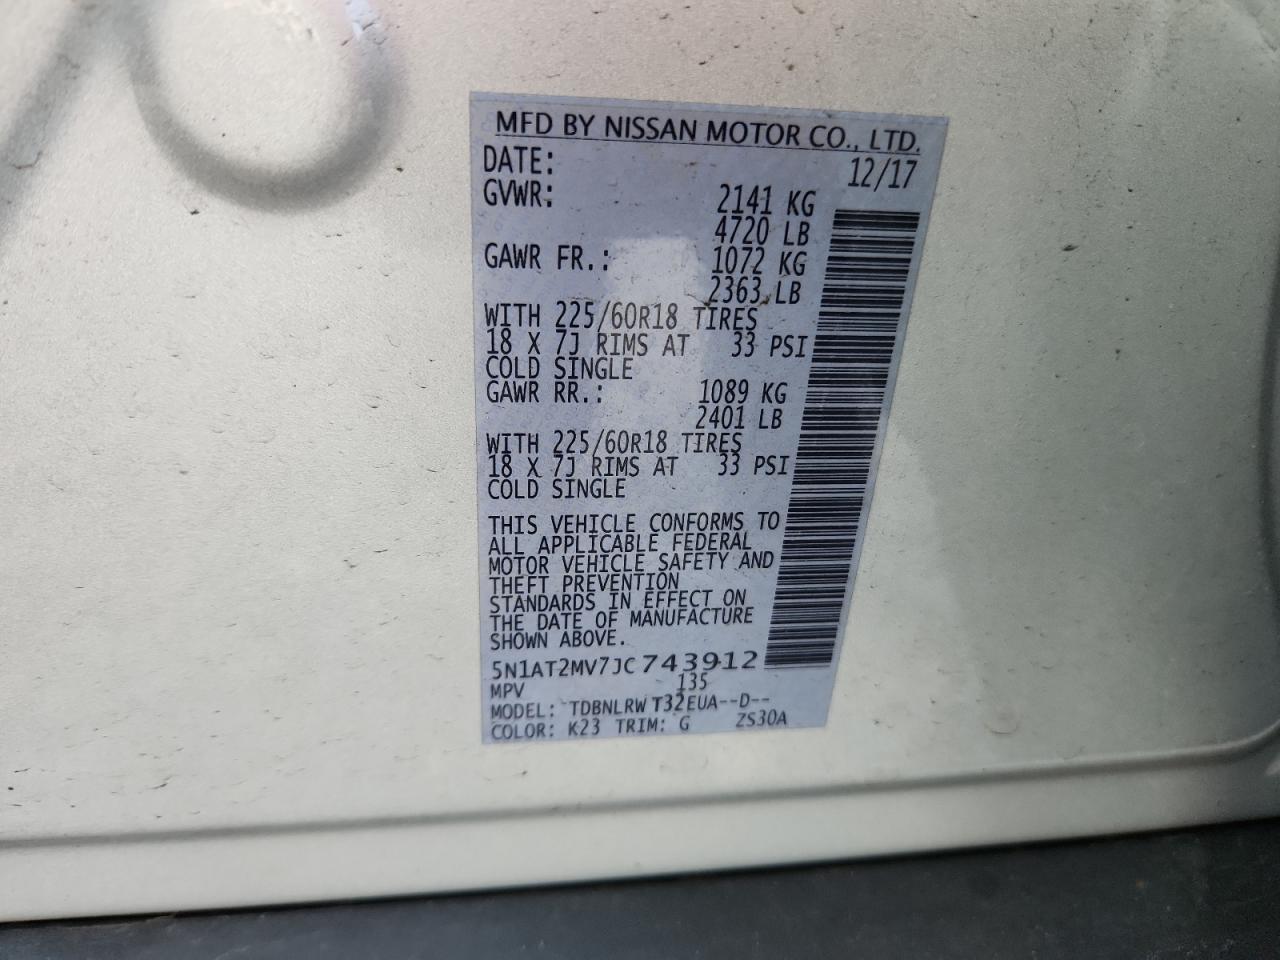 MFD BY NISSAN MOTOR CO., LTD.
DATE: 12/17
GVWR: 2141 KG
4720 LB
GAWR FR.: 1072 KG
2363 LB
WITH 225/60R18 TIRES
18 X 7J RIMS AT 33 PSI
COLD SINGLE
GAWR RR.: 1089 KG
2401 LB
WITH 225/60R18 TIRES
18 X 7J RIMS AT 33 PSI
COLD SINGLE
THIS VEHICLE CONFORMS TO
ALL APPLICABLE FEDERAL
MOTOR VEHICLE SAFETY AND
THEFT PREVENTION
STANDARDS IN EFFECT ON
THE DATE OF MANUFACTURE
SHOWN ABOVE.
5N1AT2MV7JC743912
MPV 135
MODEL: TDBNLRW T32EUA--D--
COLOR: K23 TRIM: G ZS30A